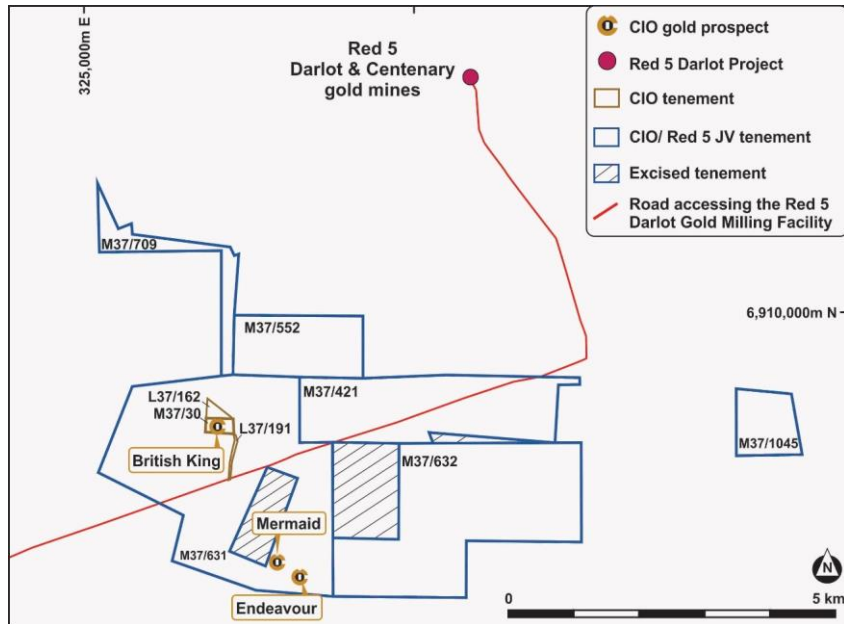 325,000m E
Red 5
Darlot & Centenary
gold mines
CIO gold prospect
Red 5 Darlot Project
CIO tenement
CIO/ Red 5 JV tenement
Excised tenement
Road accessing the Red 5
Darlot Gold Milling Facility
M37/709
6,910,000m N
M37/552
L37/162
M37/30
M37/421
L37/191
British King
M37/632
M37/1045
Mermaid
M37/631
Endeavour
N
0
5 km